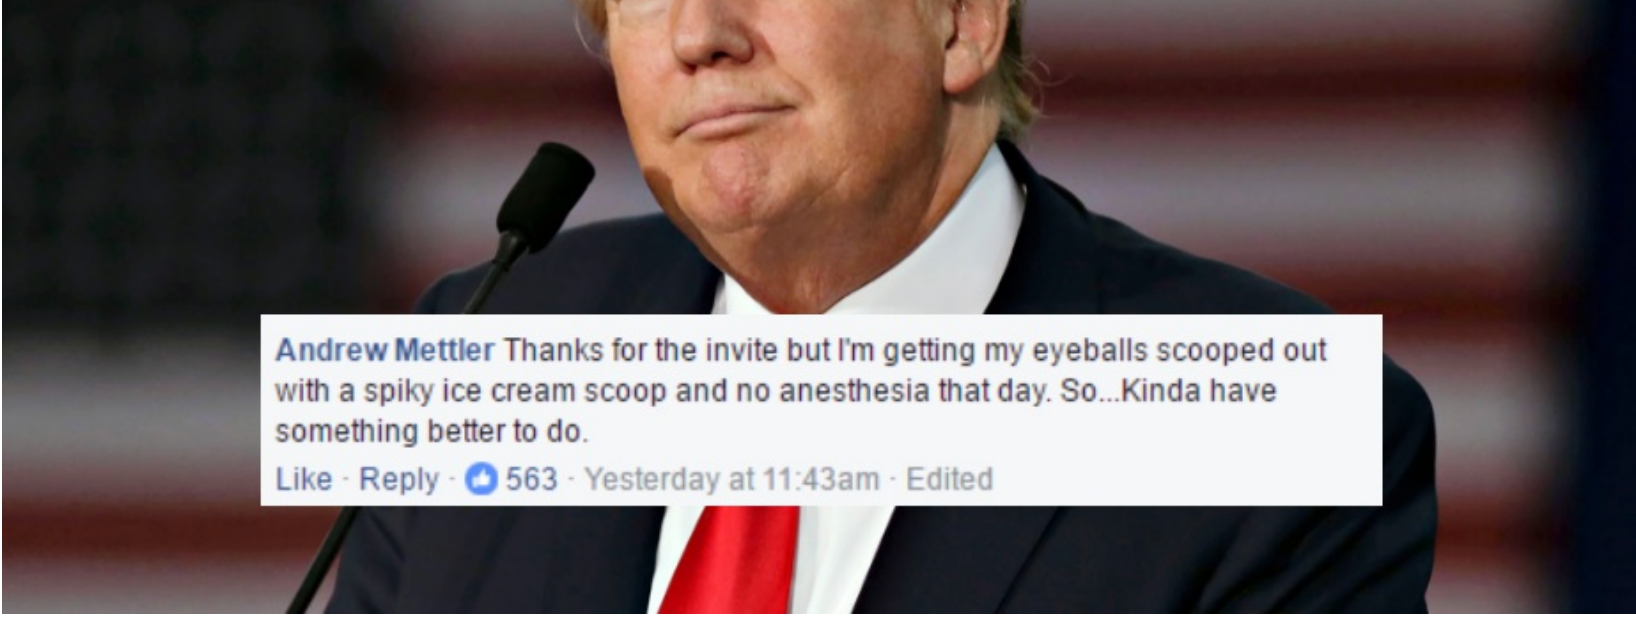 Andrew Mettler Thanks for the invite but I'm getting my eyeballs scooped out
with a spiky ice cream scoop and no anesthesia that day. So...Kinda have
something better to do.
Like · Reply · 563 · Yesterday at 11:43am · Edited